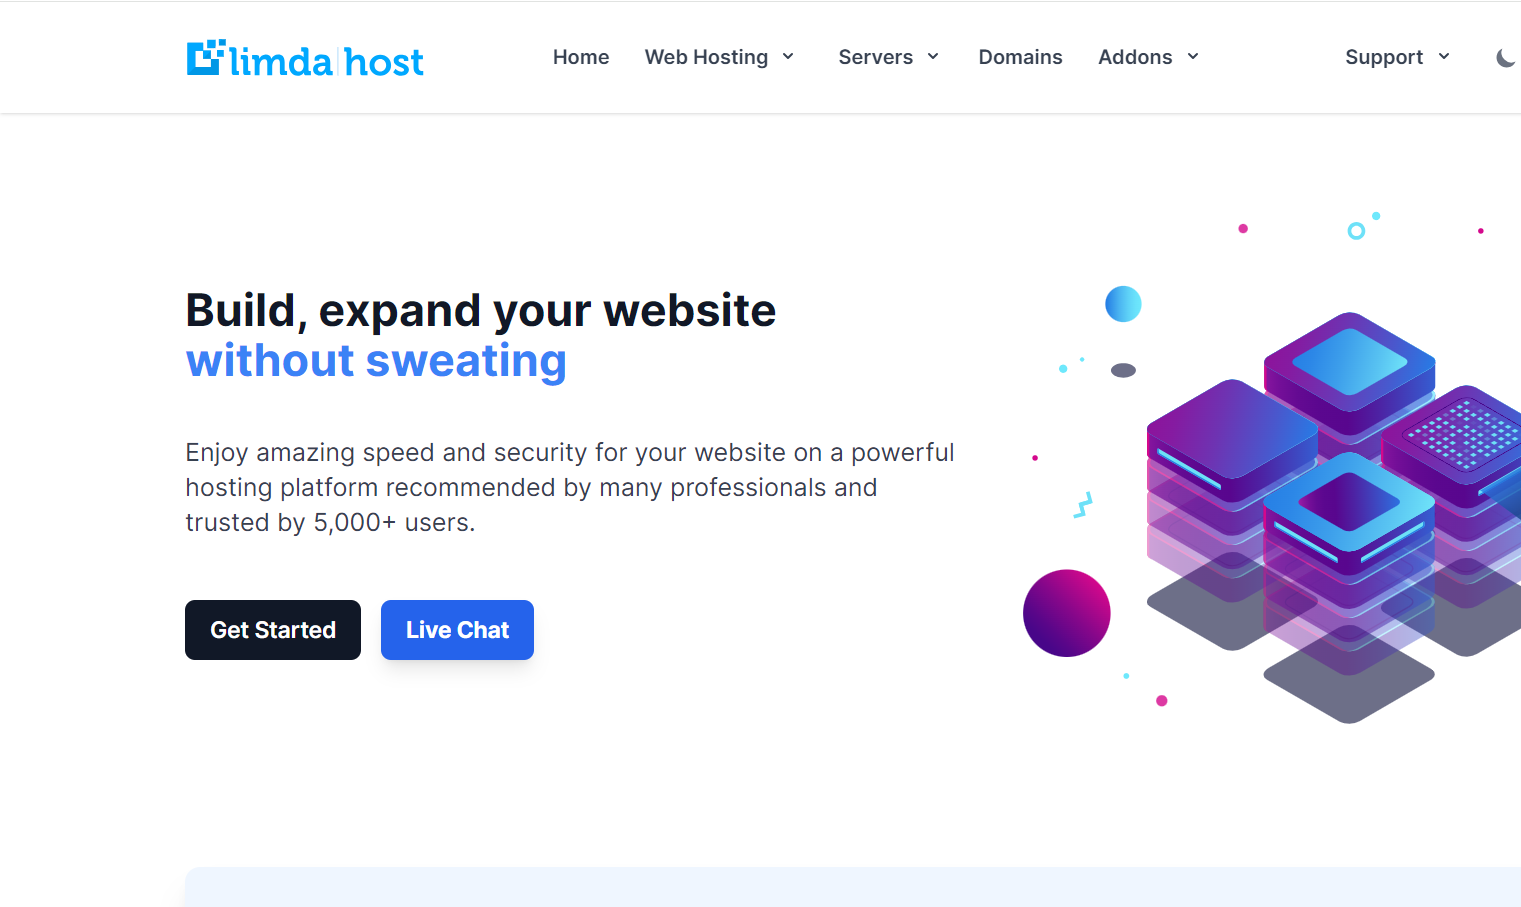 limda host
Home Web Hosting Servers Domains Addons Support
Build, expand your website
without sweating
Enjoy amazing speed and security for your website on a powerful
hosting platform recommended by many professionals and
trusted by 5,000+ users.
Get Started Live Chat